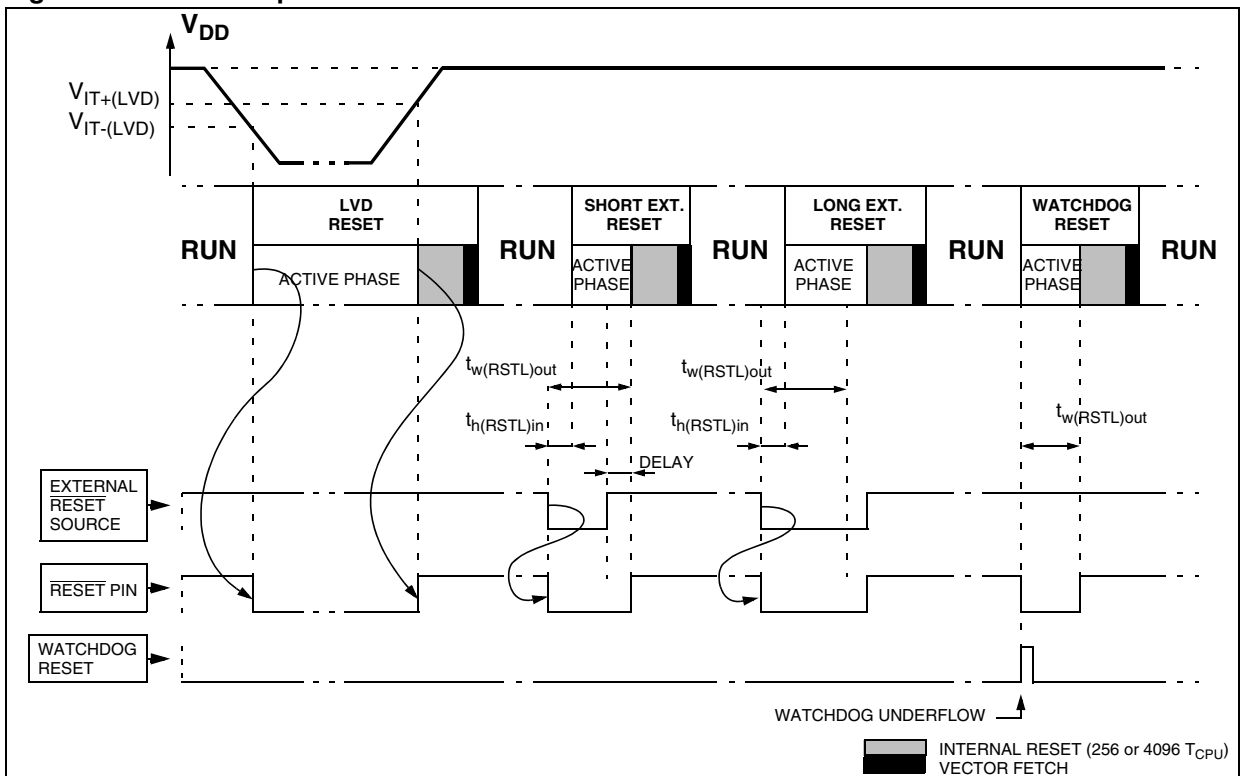 V_DD
V_IT+(LVD)
V_IT-(LVD)
LVD
RESET
SHORT EXT.
RESET
LONG EXT.
RESET
WATCHDOG
RESET
RUN
RUN
RUN
RUN
RUN
ACTIVE PHASE
ACTIVE
PHASE
ACTIVE
PHASE
ACTIVE
PHASE
t_w(RSTL)out
t_w(RSTL)out
t_w(RSTL)out
t_h(RSTL)in
t_h(RSTL)in
DELAY
EXTERNAL
RESET
SOURCE
RESET PIN
WATCHDOG
RESET
WATCHDOG UNDERFLOW
INTERNAL RESET (256 or 4096 T_CPU)
VECTOR FETCH